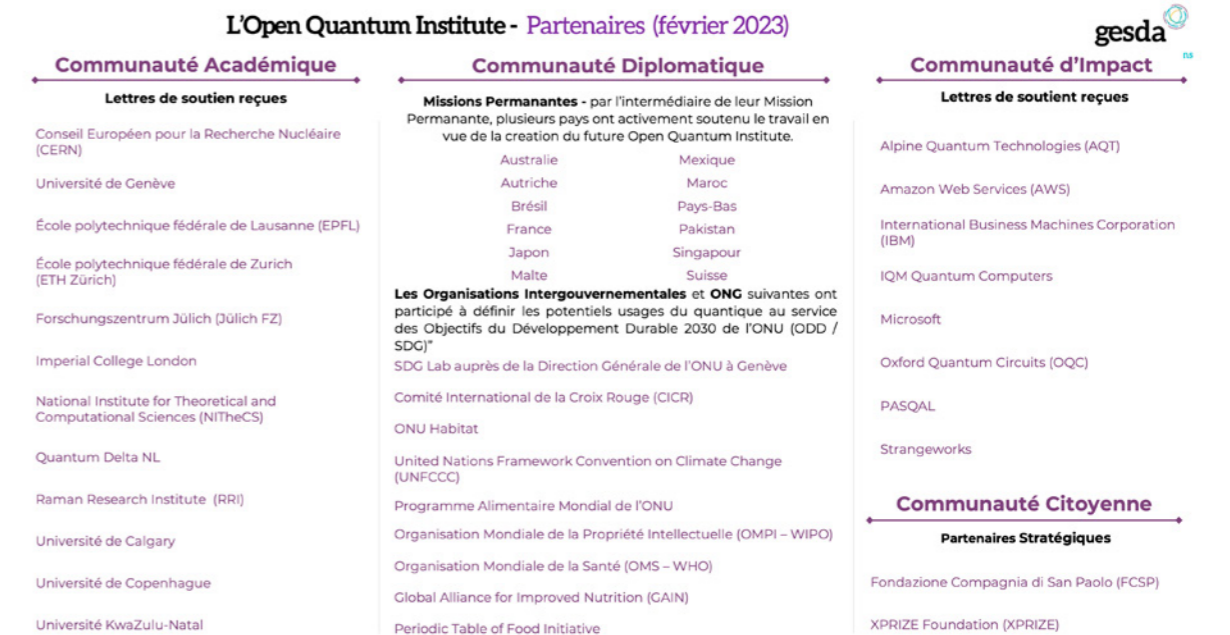 L'Open Quantum Institute - Partenaires (février 2023)
gesda
ns
Communauté Académique
Lettres de soutien reçues
Conseil Européen pour la Recherche Nucléaire
(CERN)
Université de Genève
École polytechnique fédérale de Lausanne (EPFL)
École polytechnique fédérale de Zurich
(ETH Zürich)
Forschungszentrum Jülich (Jülich FZ)
Imperial College London
National Institute for Theoretical and
Computational Sciences (NITheCS)
Quantum Delta NL
Raman Research Institute (RRI)
Université de Calgary
Université de Copenhague
Université KwaZulu-Natal
Communauté Diplomatique
Missions Permanantes - par l'intermédiaire de leur Mission
Permanante, plusieurs pays ont activement soutenu le travail en
vue de la creation du future Open Quantum Institute.
Australie Mexique
Autriche Maroc
Brésil Pays-Bas
France Pakistan
Japon Singapour
Malte Suisse
Les Organisations Intergouvernementales et ONG suivantes ont
participé à définir les potentiels usages du quantique au service
des Objectifs du Développement Durable 2030 de l'ONU (ODD /
SDG)"
SDG Lab auprès de la Direction Générale de l'ONU à Genève
Comité International de la Croix Rouge (CICR)
ONU Habitat
United Nations Framework Convention on Climate Change
(UNFCCC)
Programme Alimentaire Mondial de l'ONU
Organisation Mondiale de la Propriété Intellectuelle (OMPI – WIPO)
Organisation Mondiale de la Santé (OMS – WHO)
Global Alliance for Improved Nutrition (GAIN)
Periodic Table of Food Initiative
Communauté d'Impact
Lettres de soutient reçues
Alpine Quantum Technologies (AQT)
Amazon Web Services (AWS)
International Business Machines Corporation
(IBM)
IQM Quantum Computers
Microsoft
Oxford Quantum Circuits (OQC)
PASQAL
Strangeworks
Communauté Citoyenne
Partenaires Stratégiques
Fondazione Compagnia di San Paolo (FCSP)
XPRIZE Foundation (XPRIZE)